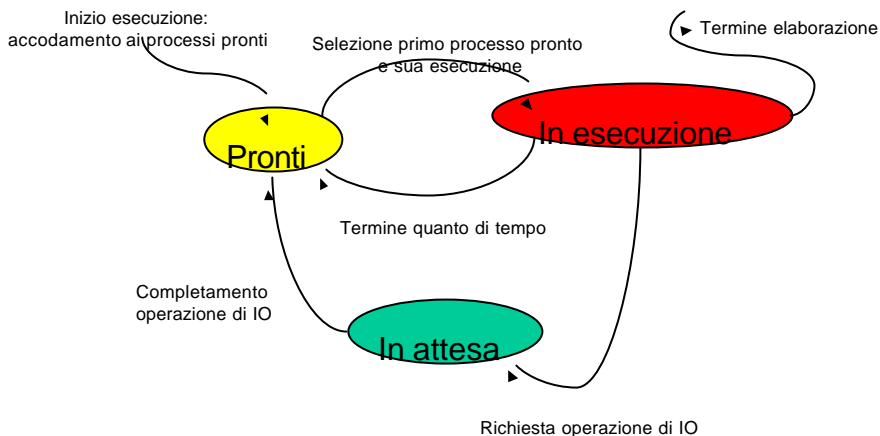 Inizio esecuzione:
accodamento ai processi pronti
Selezione primo processo pronto
e sua esecuzione
Termine elaborazione
Pronti
In esecuzione
Termine quanto di tempo
Completamento
operazione di IO
In attesa
Richiesta operazione di IO